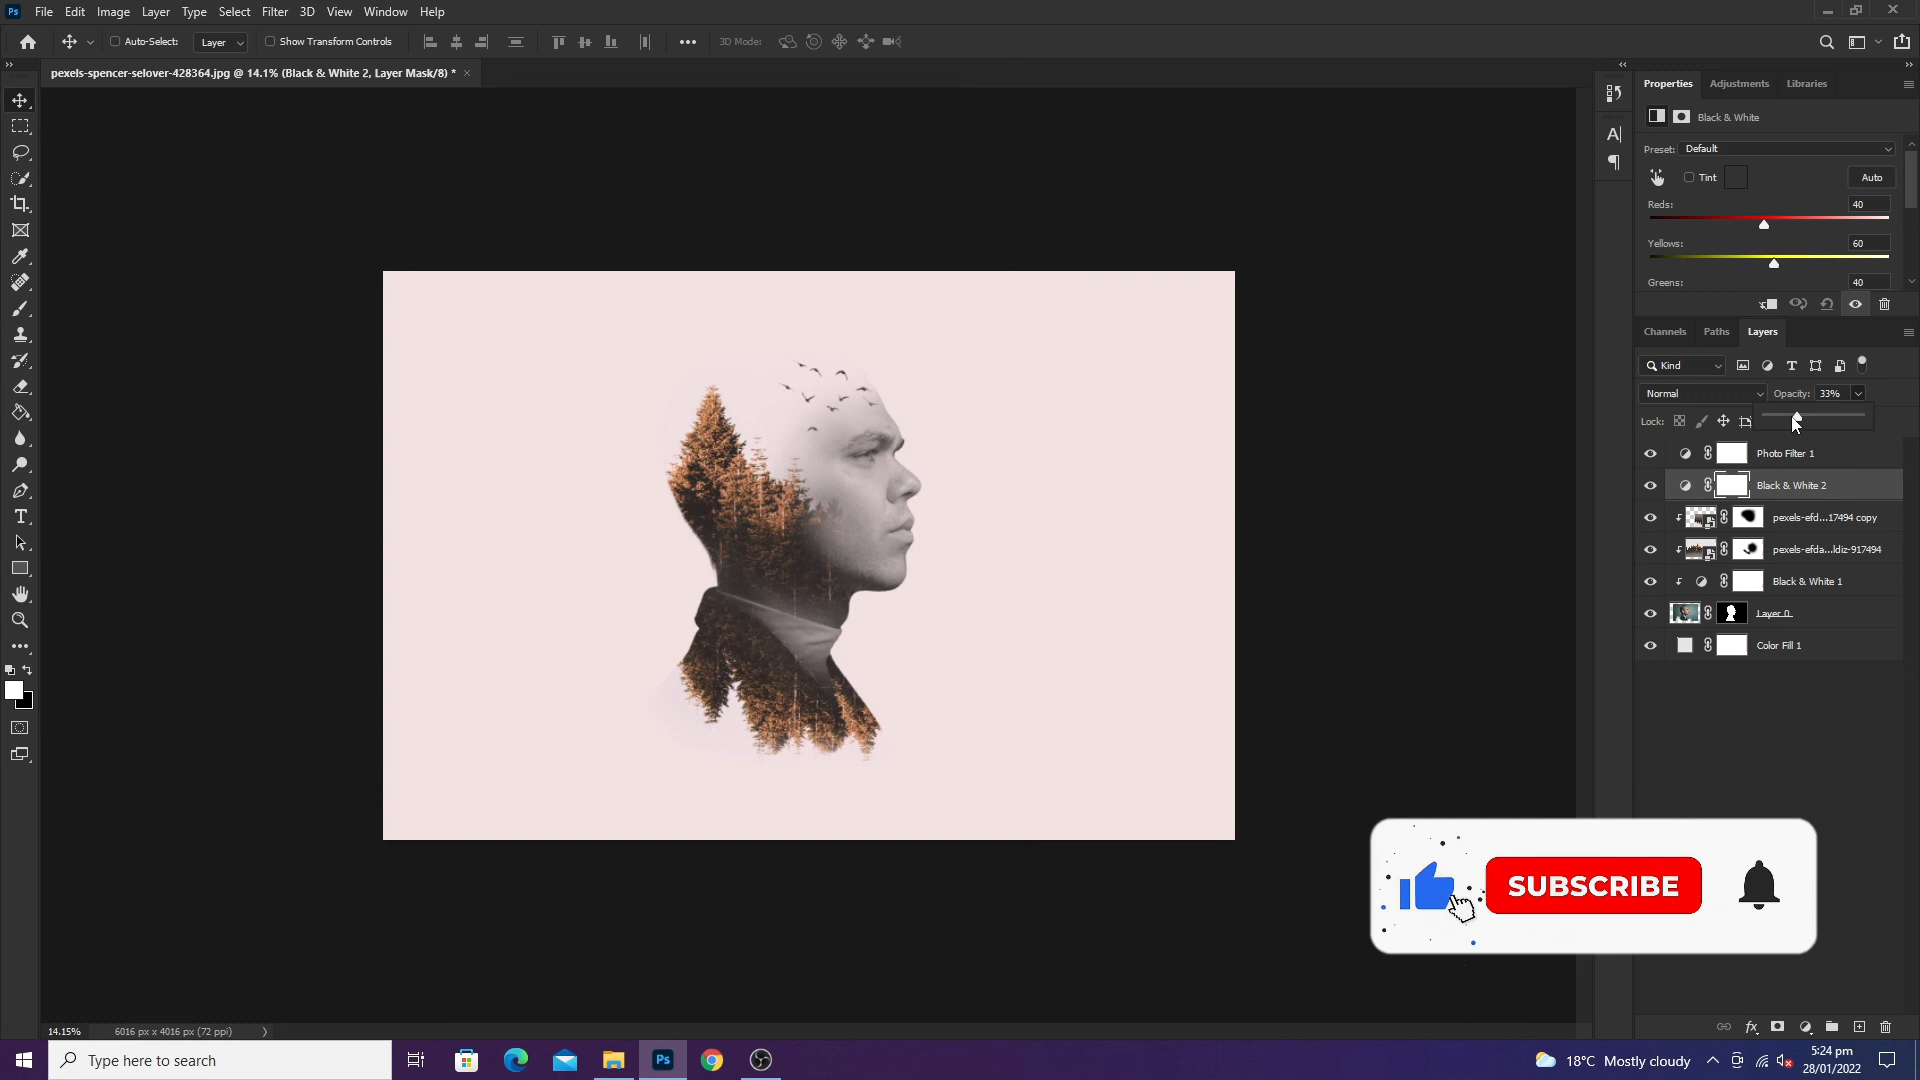 Ps File Edit Image Layer Type Select Filter 3D View Window Help
Auto-Select: Layer Show Transform Controls 3D Mode:
pexels-spencer-selover-428364.jpg @ 14.1% (Black & White 2, Layer Mask/8) *
Properties Adjustments Libraries
Black & White
Preset: Default
Tint Auto
Reds: 40
Yellows: 60
Greens: 40
Channels Paths Layers
Kind
Normal Opacity: 33%
Lock:
Photo Filter 1
Black & White 2
pexels-efd...17494 copy
pexels-efda...ldiz-917494
Black & White 1
Layer 0
Color Fill 1
SUBSCRIBE
14.15% 6016 px x 4016 px (72 ppi)
Type here to search
Ps
18°C Mostly cloudy
5:24 pm
28/01/2022